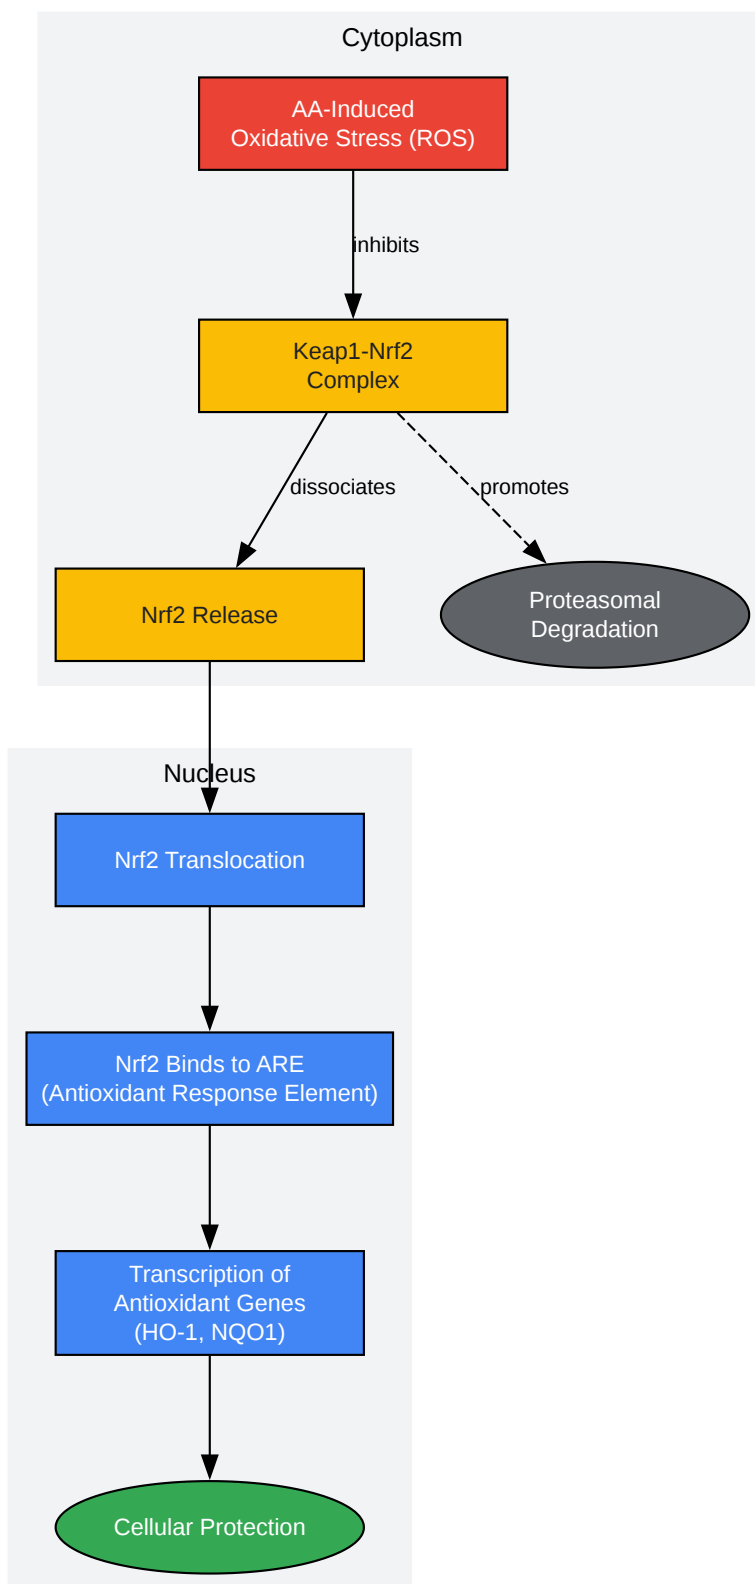 Cytoplasm
AA-Induced
Oxidative Stress (ROS)
inhibits
Keap1-Nrf2
Complex
dissociates
promotes
Nrf2 Release
Proteasomal
Degradation
Nucleus
Nrf2 Translocation
Nrf2 Binds to ARE
(Antioxidant Response Element)
Transcription of
Antioxidant Genes
(HO-1, NQO1)
Cellular Protection